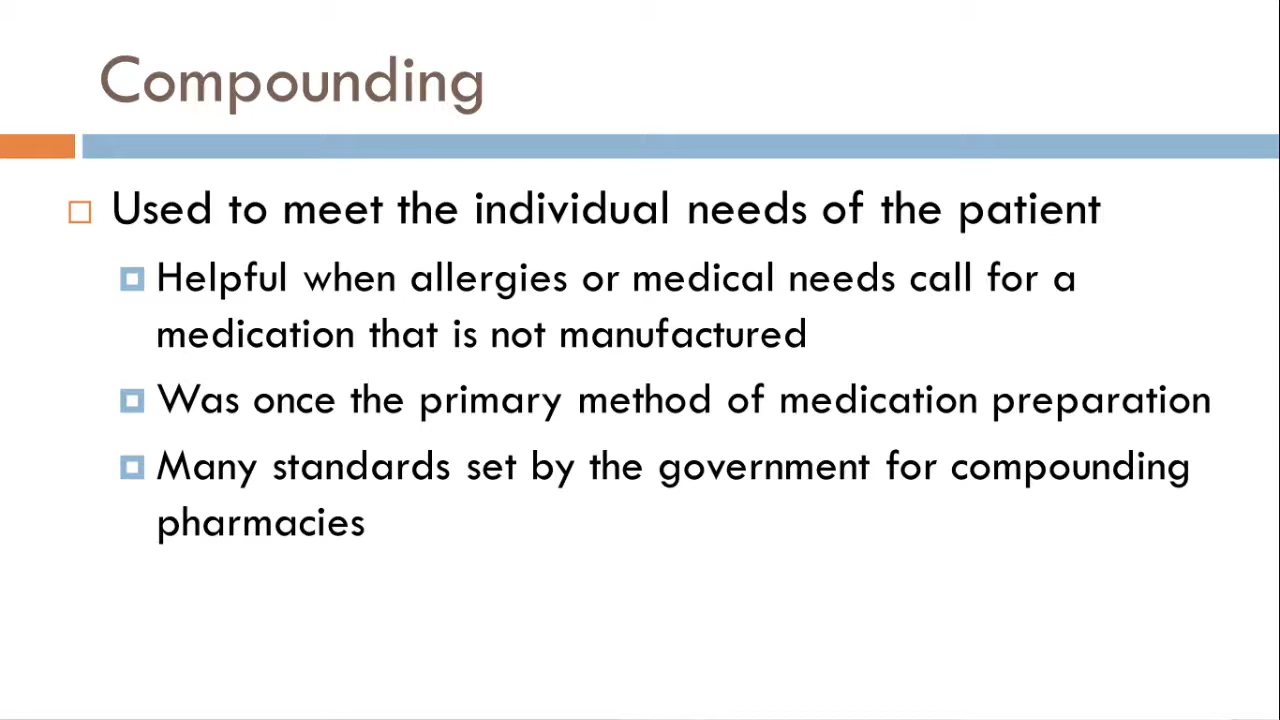 Compounding
Used to meet the individual needs of the patient
Helpful when allergies or medical needs call for a
medication that is not manufactured
Was once the primary method of medication preparation
Many standards set by the government for compounding
pharmacies